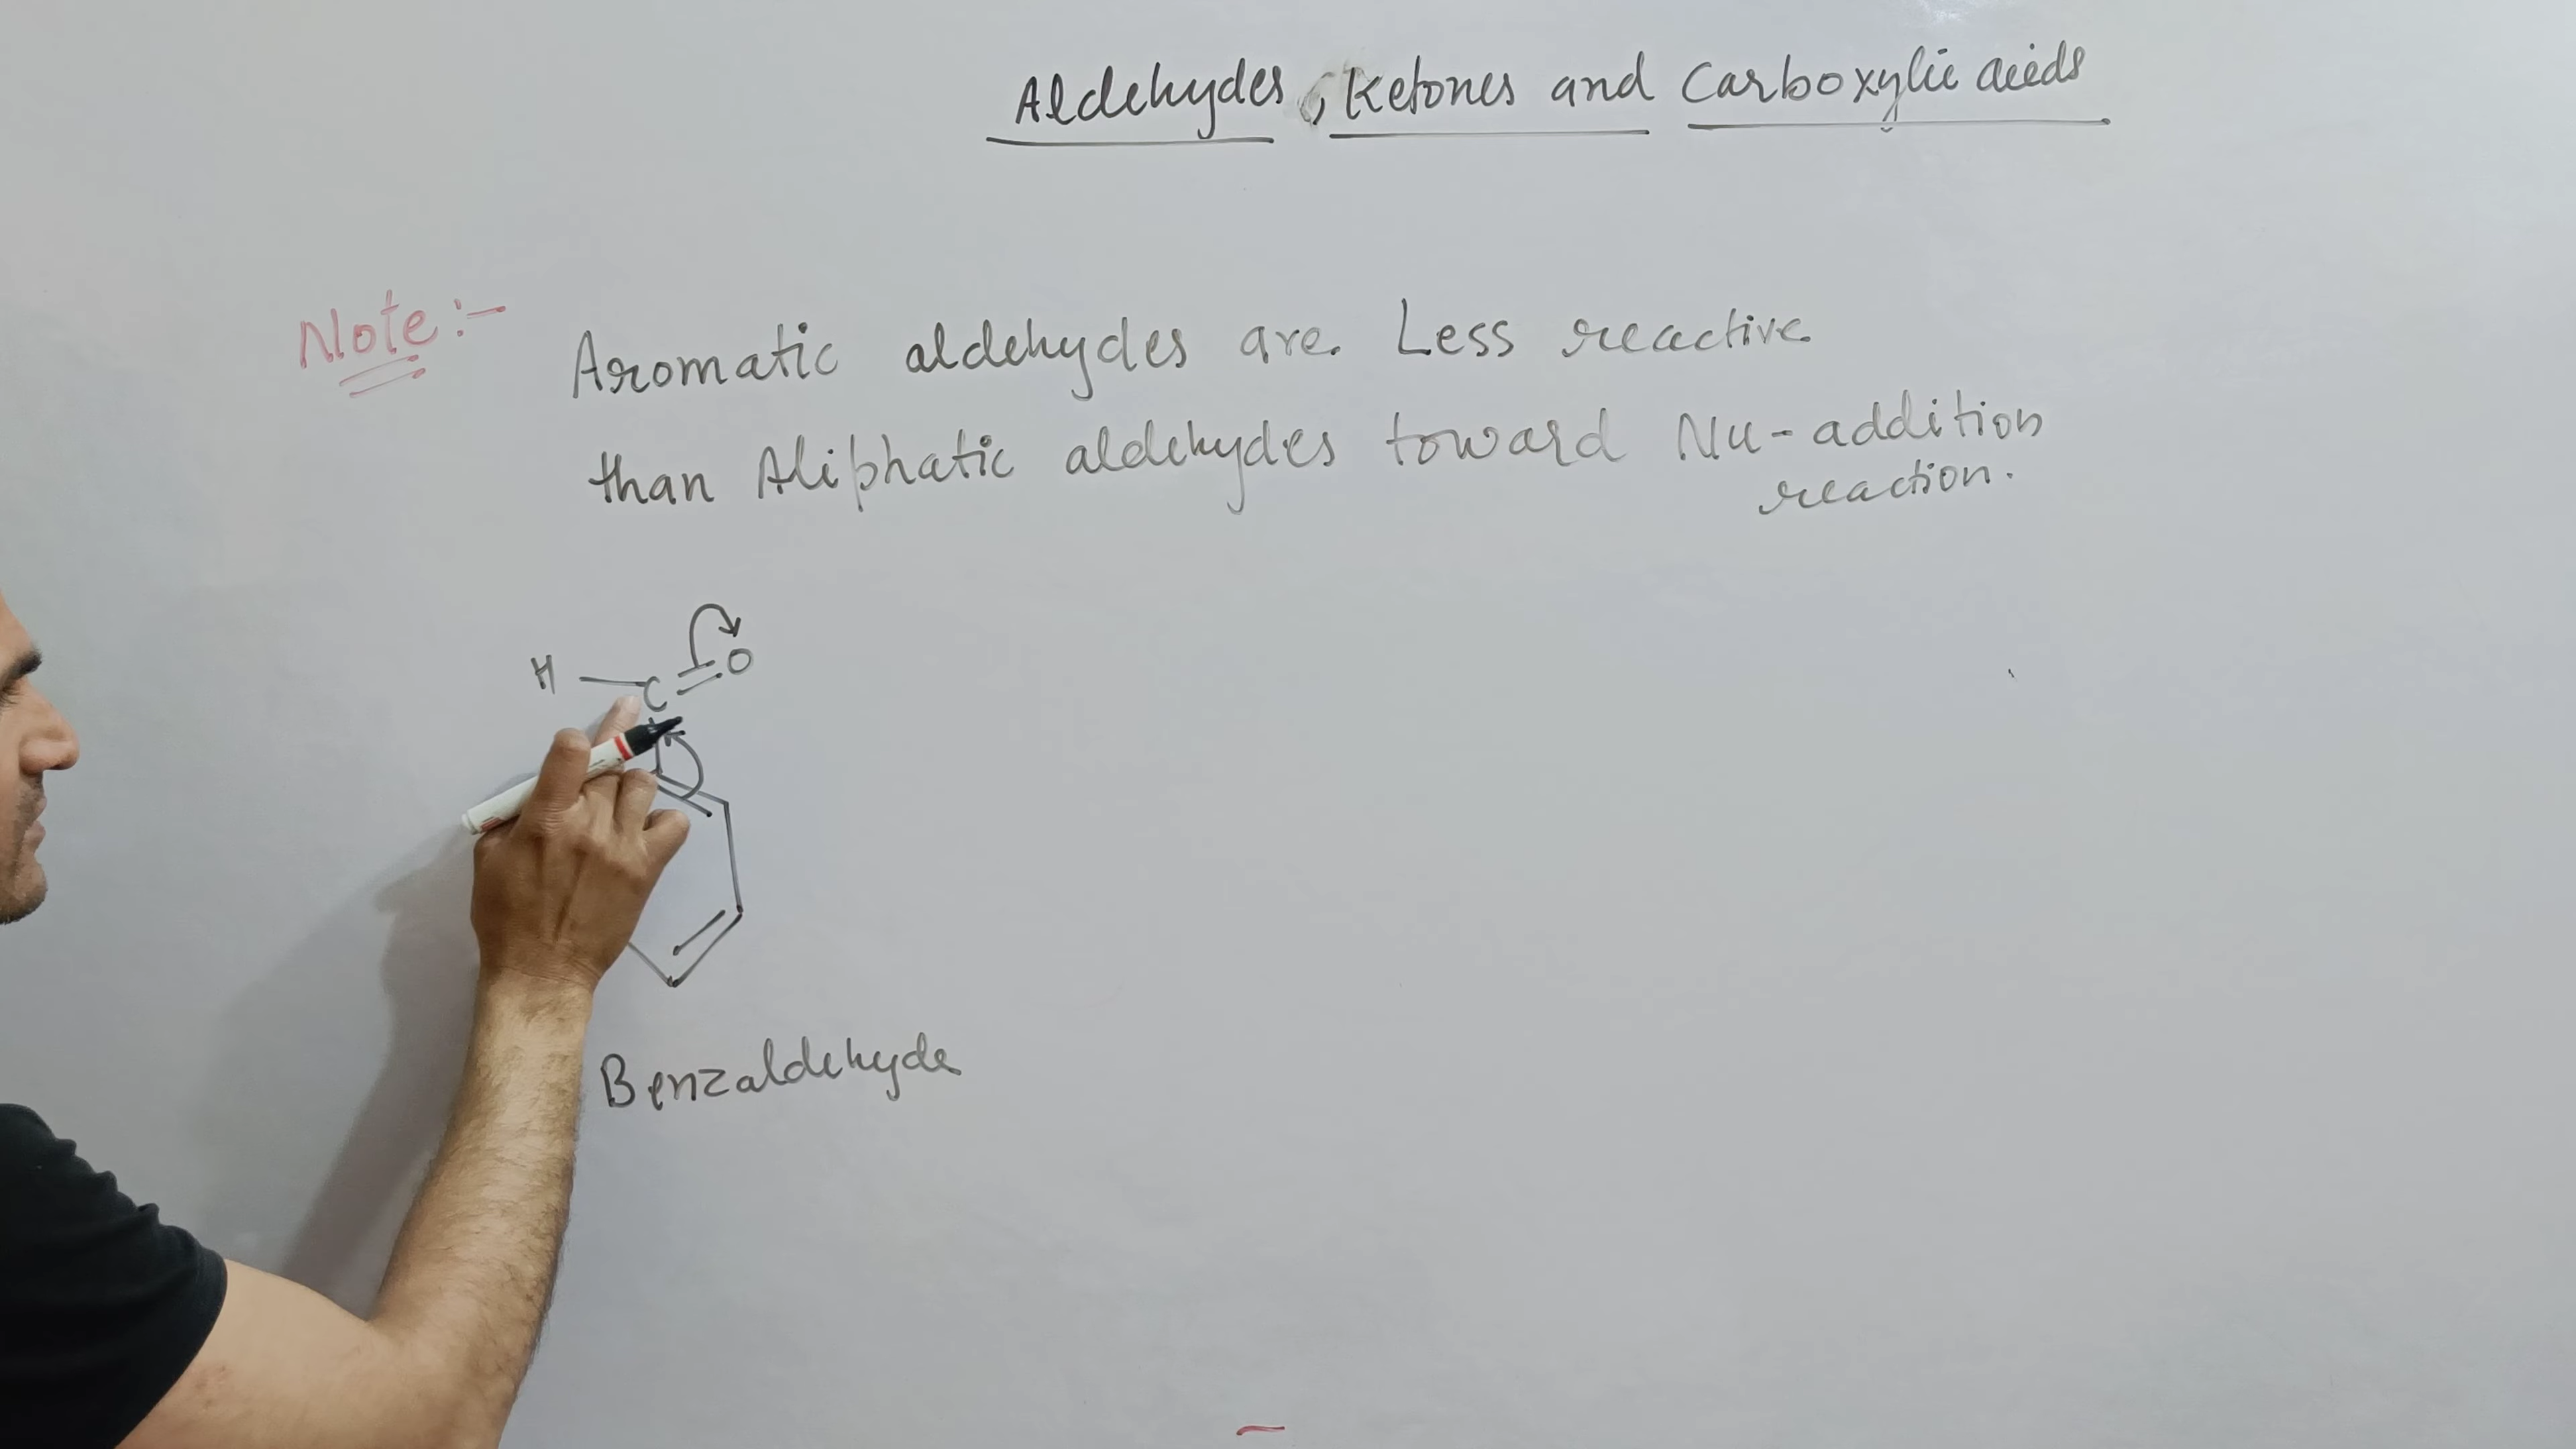 Aldehydes, Ketones and Carboxylic acids
Note:-
Aromatic aldehydes are Less reactive
than Aliphatic aldehydes toward Nu-addition
reaction.
H C O
Benzaldehyde